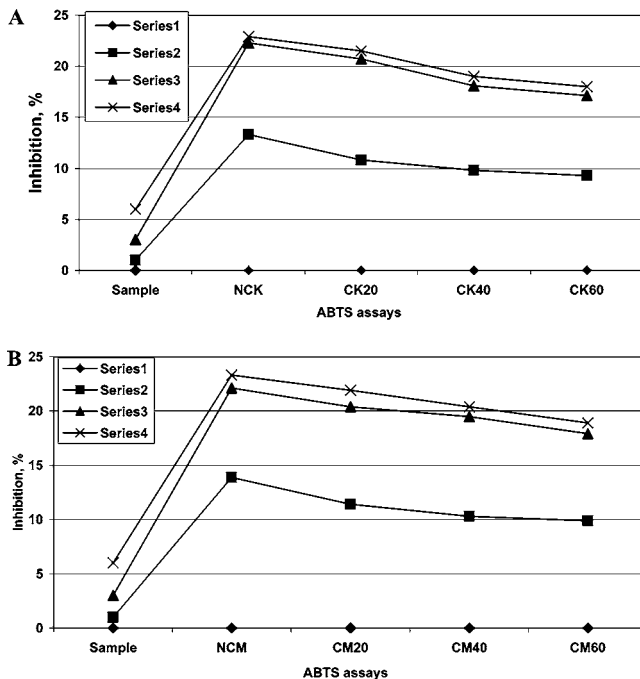 A
25
20
15
10
5
0
Inhibition, %
Series1
Series2
Series3
Series4
Sample NCK CK20 CK40 CK60
ABTS assays
B
25
20
15
10
5
0
Inhibition, %
Series1
Series2
Series3
Series4
Sample NCM CM20 CM40 CM60
ABTS assays